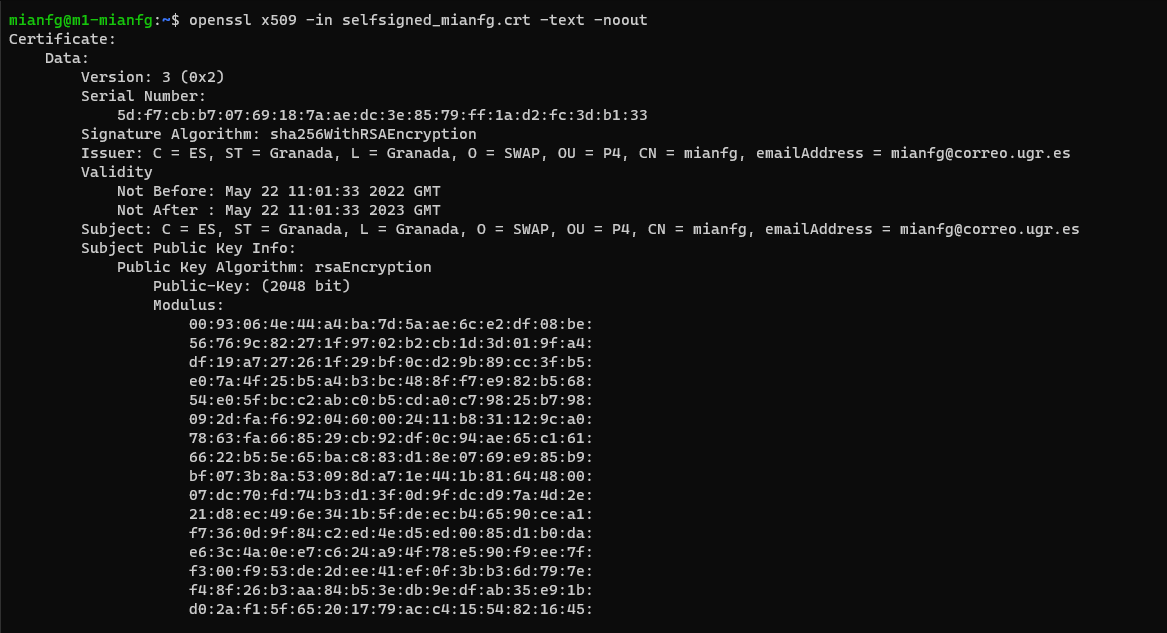 mianfg@m1-mianfg:~$ openssl x509 -in selfsigned_mianfg.crt -text -noout
Certificate:
    Data:
        Version: 3 (0x2)
        Serial Number:
            5d:f7:cb:b7:07:69:18:7a:ae:dc:3e:85:79:ff:1a:d2:fc:3d:b1:33
        Signature Algorithm: sha256WithRSAEncryption
        Issuer: C = ES, ST = Granada, L = Granada, O = SWAP, OU = P4, CN = mianfg, emailAddress = mianfg@correo.ugr.es
        Validity
            Not Before: May 22 11:01:33 2022 GMT
            Not After : May 22 11:01:33 2023 GMT
        Subject: C = ES, ST = Granada, L = Granada, O = SWAP, OU = P4, CN = mianfg, emailAddress = mianfg@correo.ugr.es
        Subject Public Key Info:
            Public Key Algorithm: rsaEncryption
                Public-Key: (2048 bit)
                Modulus:
                    00:93:06:4e:44:a4:ba:7d:5a:ae:6c:e2:df:08:be:
                    56:76:9c:82:27:1f:97:02:b2:cb:1d:3d:01:9f:a4:
                    df:19:a7:27:26:1f:29:bf:0c:d2:9b:89:cc:3f:b5:
                    e0:7a:4f:25:b5:a4:b3:bc:48:8f:f7:e9:82:b5:68:
                    54:e0:5f:bc:c2:ab:c0:b5:cd:a0:c7:98:25:b7:98:
                    09:2d:fa:f6:92:04:60:00:24:11:b8:31:12:9c:a0:
                    78:63:fa:66:85:29:cb:92:df:0c:94:ae:65:c1:61:
                    66:22:b5:5e:65:ba:c8:83:d1:8e:07:69:e9:85:b9:
                    bf:07:3b:8a:53:09:8d:a7:1e:44:1b:81:64:48:00:
                    07:dc:70:fd:74:b3:d1:3f:0d:9f:dc:d9:7a:4d:2e:
                    21:d8:ec:49:6e:34:1b:5f:de:ec:b4:65:90:ce:a1:
                    f7:36:0d:9f:84:c2:ed:4e:d5:ed:00:85:d1:b0:da:
                    e6:3c:4a:0e:e7:c6:24:a9:4f:78:e5:90:f9:ee:7f:
                    f3:00:f9:53:de:2d:ee:41:ef:0f:3b:b3:6d:79:7e:
                    f4:8f:26:b3:aa:84:b5:3e:db:9e:df:ab:35:e9:1b:
                    d0:2a:f1:5f:65:20:17:79:ac:c4:15:54:82:16:45: